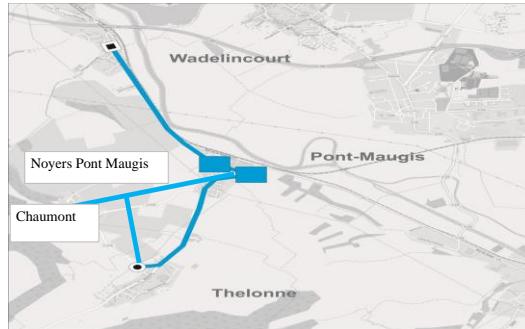 Wadelincourt
Noyers Pont Maugis
Pont-Maugis
Chaumont
Thelonne